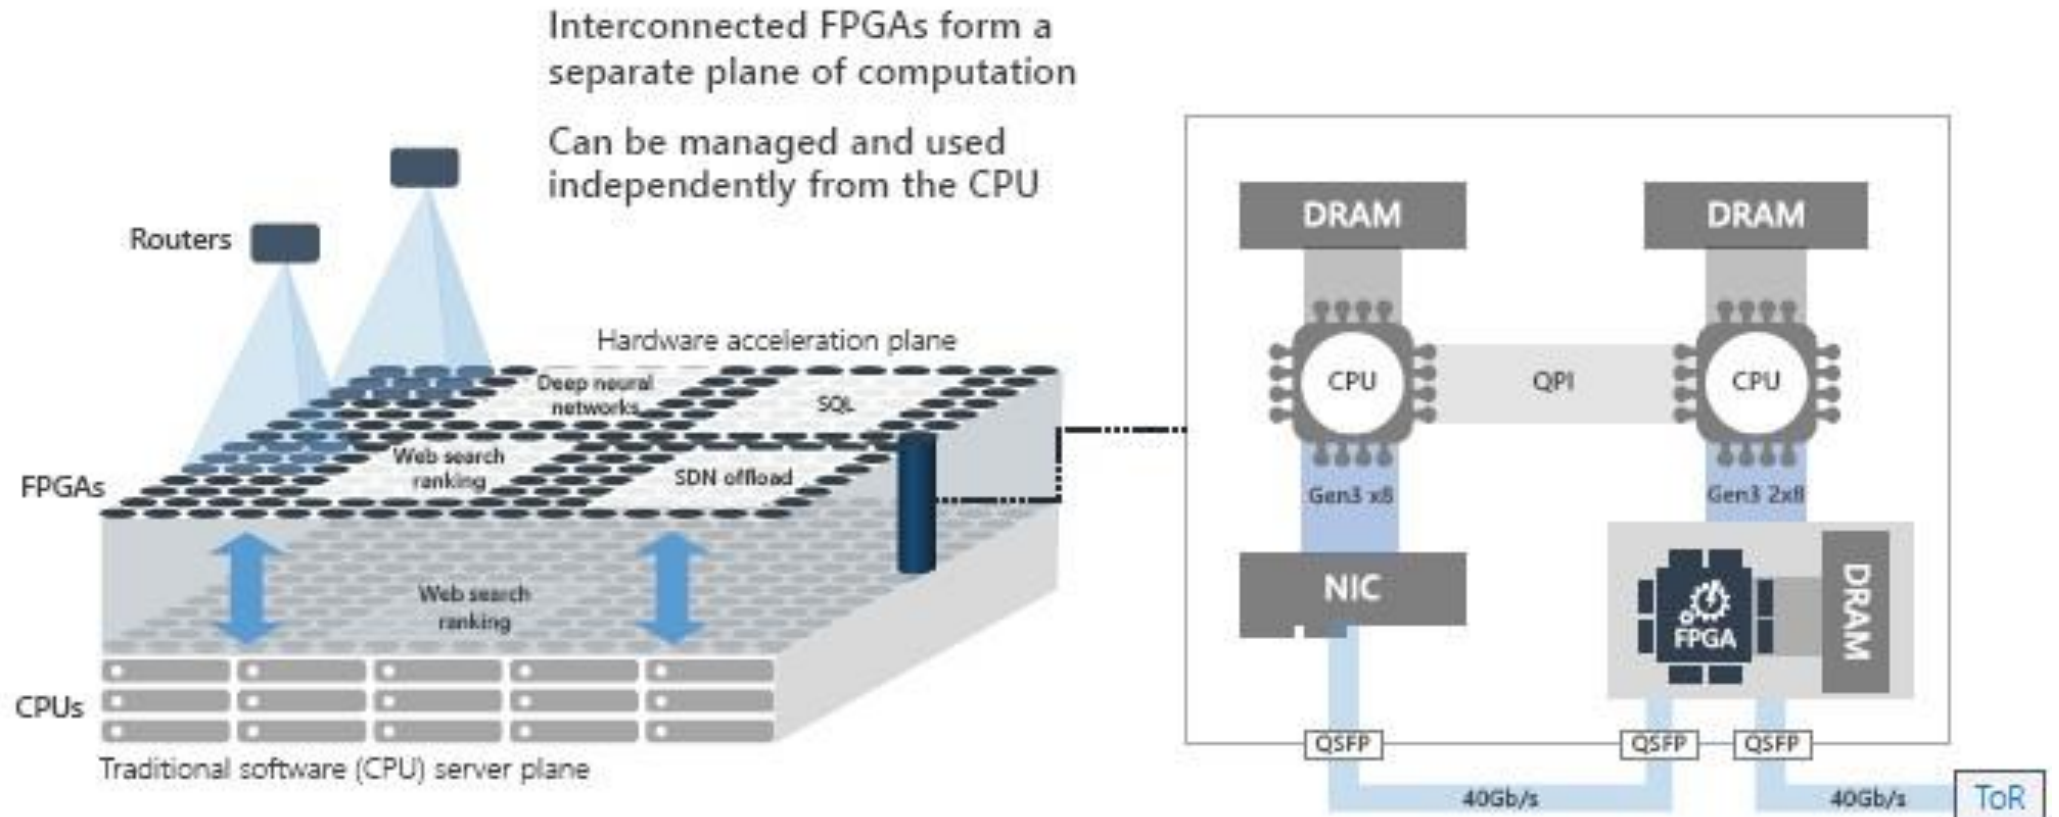 Interconnected FPGAs form a
separate plane of computation
Can be managed and used
independently from the CPU
Routers
Hardware acceleration plane
Deep neural
networks
SQL
Web search
ranking
SDN offload
FPGAs
Web search
ranking
CPUs
Traditional software (CPU) server plane
DRAM
DRAM
CPU
QPI
CPU
Gen3 x8
Gen3 2x8
NIC
FPGA
DRAM
QSFP
QSFP
QSFP
40Gb/s
40Gb/s
ToR